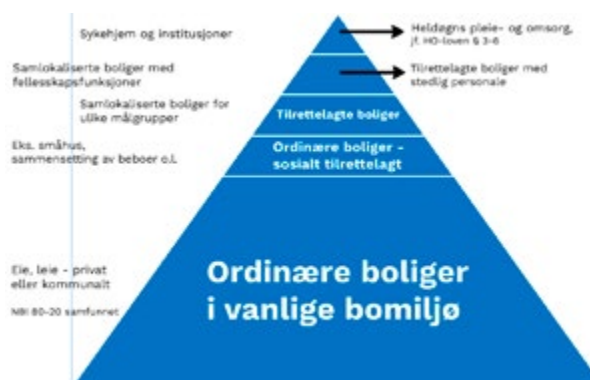 Sykehjem og institusjoner
Heldøgns pleie- og omsorg,
jf. HO-loven § 3-6
Samlokaliserte boliger med
fellesskapsfunksjoner
Tilrettelagte boliger med
stedlig personale
Samlokaliserte boliger for
ulike målgrupper
Tilrettelagte boliger
Eks. småhus,
sammensetting av beboer o.l.
Ordinære boliger -
sosialt tilrettelagt
Eie, leie - privat
eller kommunalt
NBI 80-20 samfunnet
Ordinære boliger
i vanlige bomiljø